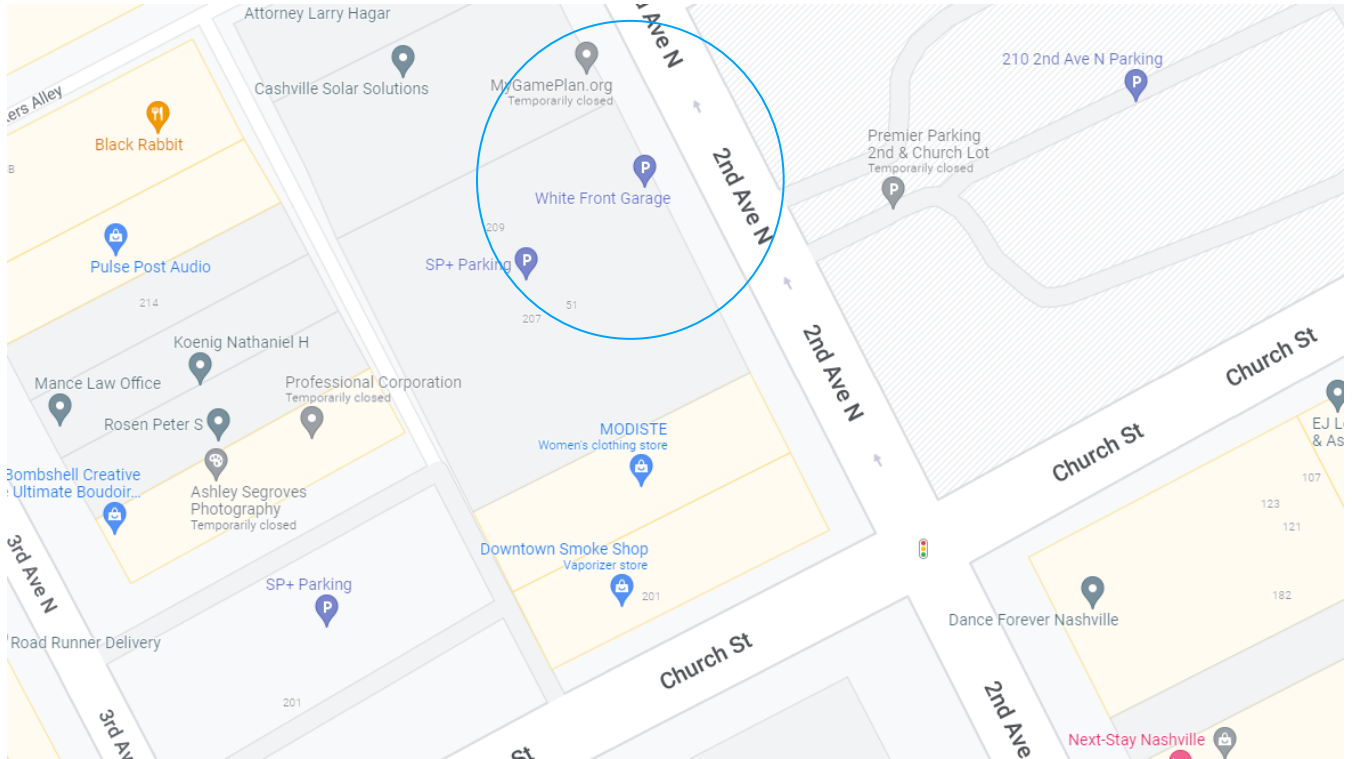 Attorney Larry Hagar
Cashville Solar Solutions
MyGamePlan.org
Temporarily closed
Ave N
210 2nd Ave N Parking
ers Alley
Black Rabbit
Premier Parking
2nd & Church Lot
Temporarily closed
2nd Ave N
White Front Garage
209
SP+ Parking
Pulse Post Audio
214
51
207
Koenig Nathaniel H
Mance Law Office
Professional Corporation
Temporarily closed
Rosen Peter S
2nd Ave N
Church St
MODISTE
Women's clothing store
Church St
EJ L
& As
Bombshell Creative
Ultimate Boudoir...
Ashley Segroves
Photography
Temporarily closed
107
123
121
3rd Ave N
Downtown Smoke Shop
Vaporizer store
201
SP+ Parking
182
Dance Forever Nashville
Road Runner Delivery
Church St
201
3rd Av
2nd Ave
St
Next-Stay Nashville